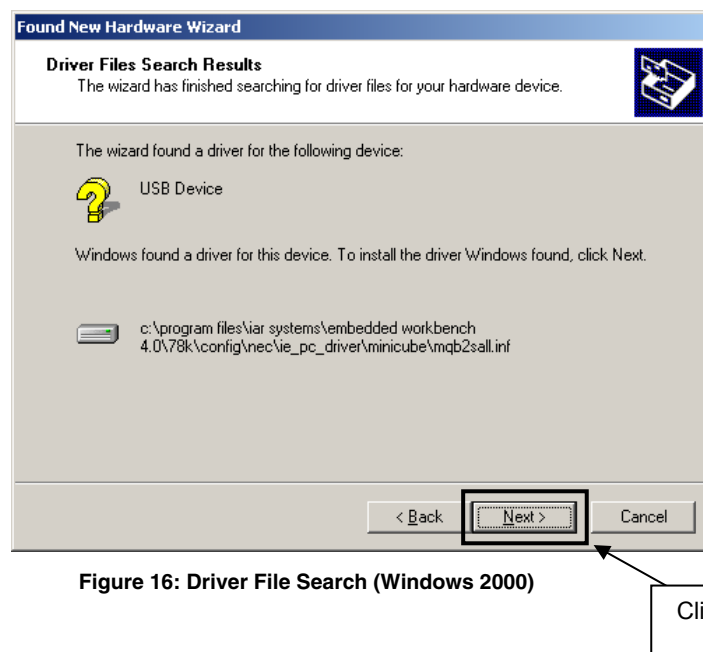 Found New Hardware Wizard
Driver Files Search Results
The wizard has finished searching for driver files for your hardware device.
The wizard found a driver for the following device:
USB Device
Windows found a driver for this device. To install the driver Windows found, click Next.
c:\program files\iar systems\embedded workbench
4.0\78k\config\nec\ie_pc_driver\minicube\mqb2sall.inf
< Back
Next >
Cancel
Figure 16: Driver File Search (Windows 2000)